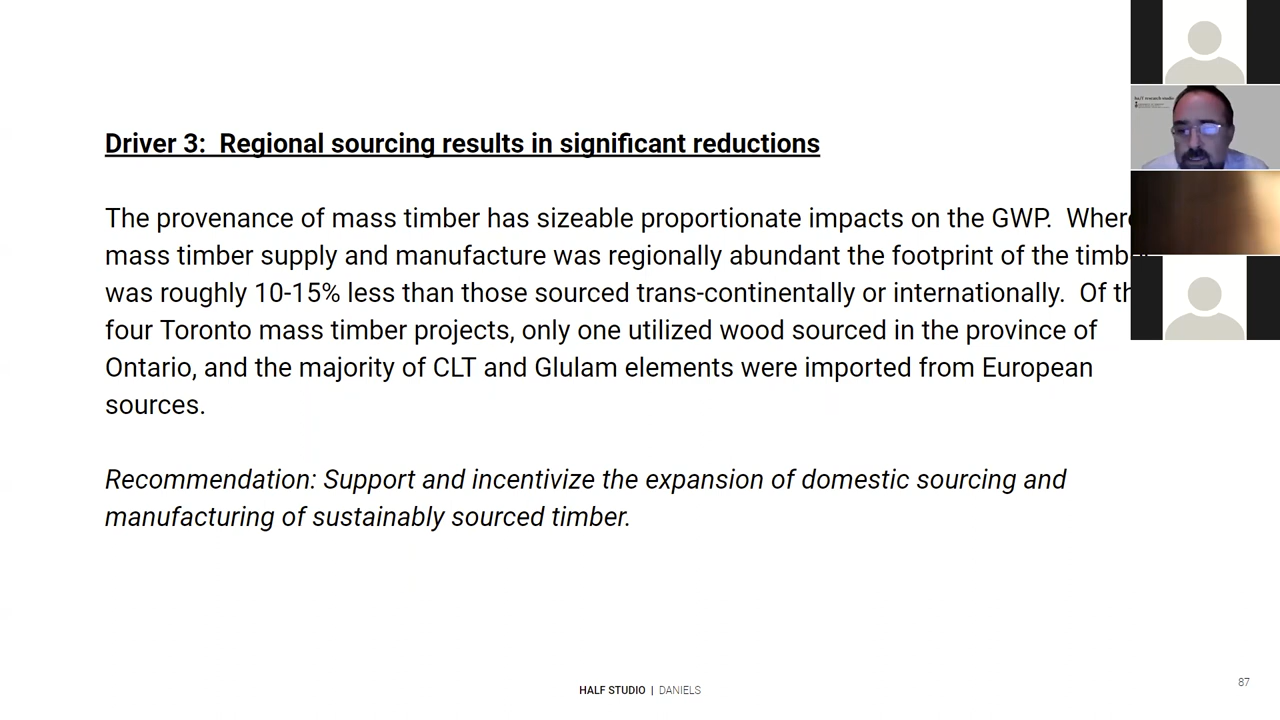 Driver 3:  Regional sourcing results in significant reductions
The provenance of mass timber has sizeable proportionate impacts on the GWP.  Where
mass timber supply and manufacture was regionally abundant the footprint of the timber
was roughly 10-15% less than those sourced trans-continentally or internationally.  Of the
four Toronto mass timber projects, only one utilized wood sourced in the province of
Ontario, and the majority of CLT and Glulam elements were imported from European
sources.
Recommendation: Support and incentivize the expansion of domestic sourcing and
manufacturing of sustainably sourced timber.
HALF STUDIO | DANIELS
87